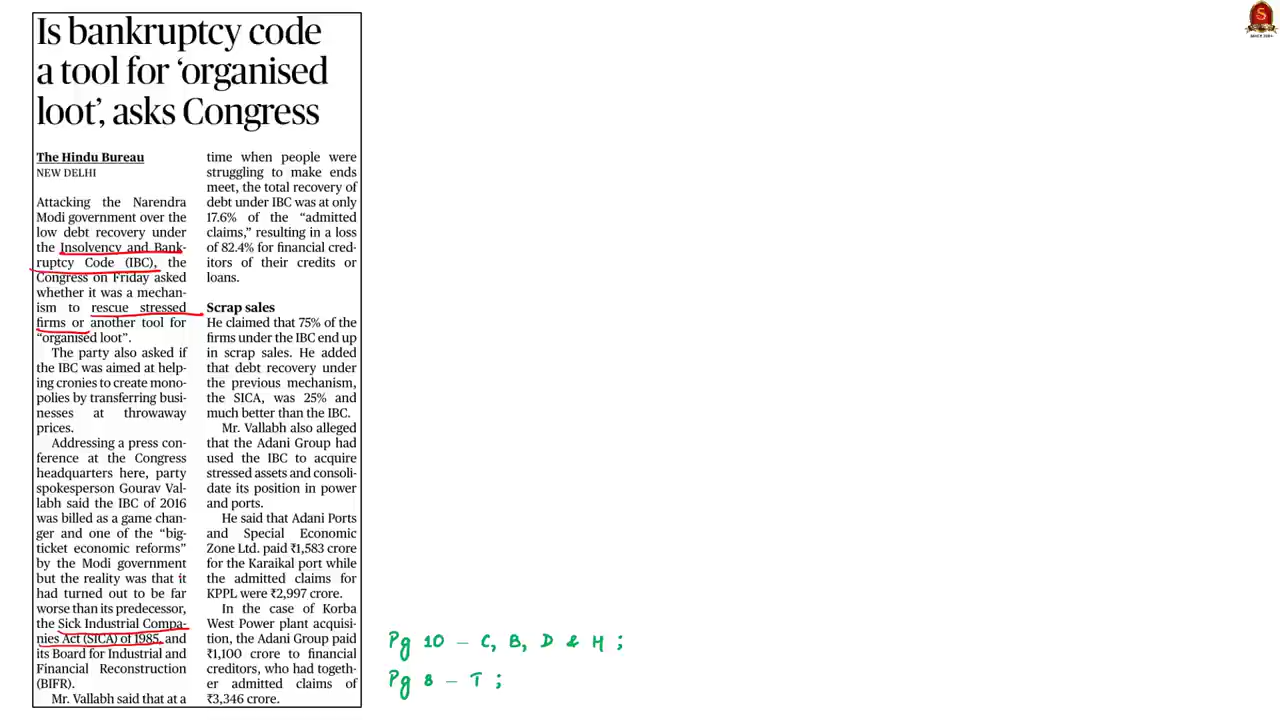 Is bankruptcy code
a tool for ‘organised
loot’, asks Congress
The Hindu Bureau
NEW DELHI
Attacking the Narendra
Modi government over the
low debt recovery under
the Insolvency and Bank-
ruptcy Code (IBC), the
Congress on Friday asked
whether it was a mechan-
ism to rescue stressed
firms or another tool for
“organised loot”.
The party also asked if
the IBC was aimed at help-
ing cronies to create mono-
polies by transferring busi-
nesses at throwaway
prices.
Addressing a press con-
ference at the Congress
headquarters here, party
spokesperson Gourav Val-
labh said the IBC of 2016
was billed as a game chan-
ger and one of the “big-
ticket economic reforms”
by the Modi government
but the reality was that it
had turned out to be far
worse than its predecessor,
the Sick Industrial Compa-
nies Act (SICA) of 1985, and
its Board for Industrial and
Financial Reconstruction
(BIFR).
Mr. Vallabh said that at a
time when people were
struggling to make ends
meet, the total recovery of
debt under IBC was at only
17.6% of the “admitted
claims,” resulting in a loss
of 82.4% for financial cred-
itors of their credits or
loans.
Scrap sales
He claimed that 75% of the
firms under the IBC end up
in scrap sales. He added
that debt recovery under
the previous mechanism,
the SICA, was 25% and
much better than the IBC.
Mr. Vallabh also alleged
that the Adani Group had
used the IBC to acquire
stressed assets and consoli-
date its position in power
and ports.
He said that Adani Ports
and Special Economic
Zone Ltd. paid ₹1,583 crore
for the Karaikal port while
the admitted claims for
KPPL were ₹2,997 crore.
In the case of Korba
West Power plant acquisi-
tion, the Adani Group paid
₹1,100 crore to financial
creditors, who had togeth-
er admitted claims of
₹3,346 crore.
Pg 10 – C, B, D & H ;
Pg 8 – T ;
S